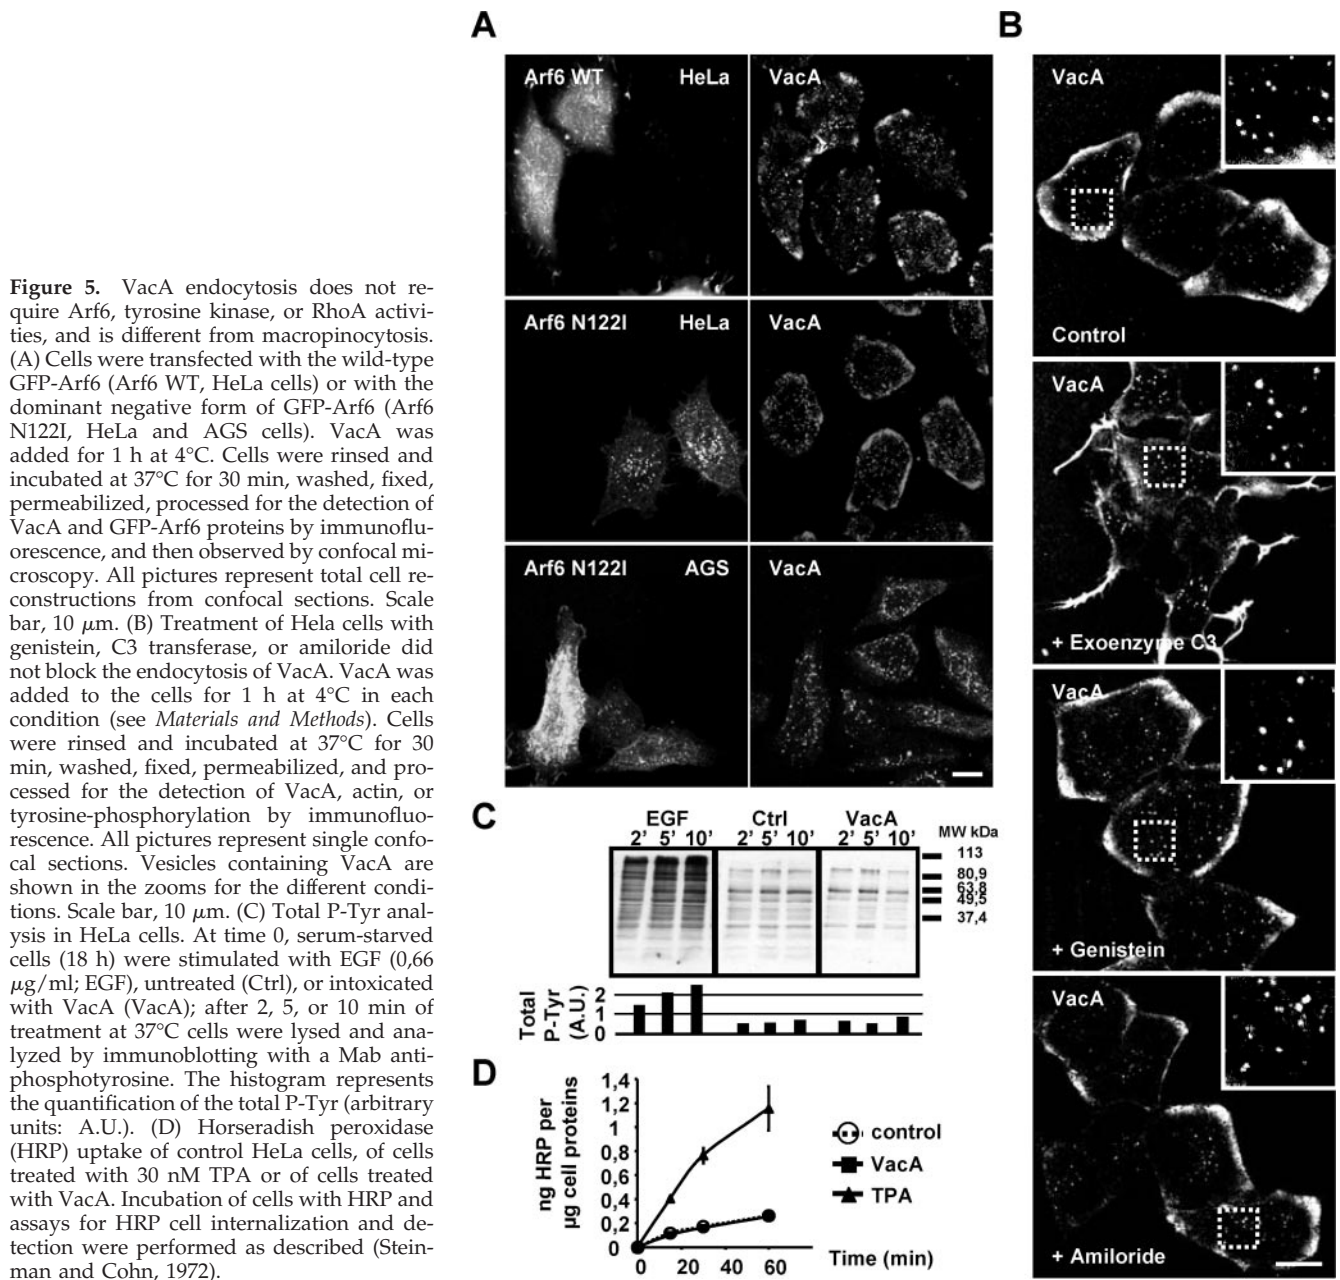 Figure 5. VacA endocytosis does not re-
quire Arf6, tyrosine kinase, or RhoA activi-
ties, and is different from macropinocytosis.
(A) Cells were transfected with the wild-type
GFP-Arf6 (Arf6 WT, HeLa cells) or with the
dominant negative form of GFP-Arf6 (Arf6
N122I, HeLa and AGS cells). VacA was
added for 1 h at 4°C. Cells were rinsed and
incubated at 37°C for 30 min, washed, fixed,
permeabilized, processed for the detection of
VacA and GFP-Arf6 proteins by immunoflu-
orescence, and then observed by confocal mi-
croscopy. All pictures represent total cell re-
constructions from confocal sections. Scale
bar, 10 μm. (B) Treatment of Hela cells with
genistein, C3 transferase, or amiloride did
not block the endocytosis of VacA. VacA was
added to the cells for 1 h at 4°C in each
condition (see Materials and Methods). Cells
were rinsed and incubated at 37°C for 30
min, washed, fixed, permeabilized, and pro-
cessed for the detection of VacA, actin, or
tyrosine-phosphorylation by immunofluo-
rescence. All pictures represent single confo-
cal sections. Vesicles containing VacA are
shown in the zooms for the different condi-
tions. Scale bar, 10 μm. (C) Total P-Tyr anal-
ysis in HeLa cells. At time 0, serum-starved
cells (18 h) were stimulated with EGF (0,66
μg/ml; EGF), untreated (Ctrl), or intoxicated
with VacA (VacA); after 2, 5, or 10 min of
treatment at 37°C cells were lysed and ana-
lyzed by immunoblotting with a Mab anti-
phosphotyrosine. The histogram represents
the quantification of the total P-Tyr (arbitrary
units: A.U.). (D) Horseradish peroxidase
(HRP) uptake of control HeLa cells, of cells
treated with 30 nM TPA or of cells treated
with VacA. Incubation of cells with HRP and
assays for HRP cell internalization and de-
tection were performed as described (Stein-
man and Cohn, 1972).
A
Arf6 WT HeLa VacA
Arf6 N122I HeLa VacA
Arf6 N122I AGS VacA
B
VacA
Control
VacA
+ Exoenzyme C3
VacA
+ Genistein
VacA
+ Amiloride
C
EGF Ctrl VacA
2' 5' 10' 2' 5' 10' 2' 5' 10' MW kDa
113
80,9
63,8
49,5
37,4
Total
P-Tyr
(A.U.)
2
1
0
D
ng HRP per
μg cell proteins
1,4
1,2
1
0,8
0,6
0,4
0,2
0
0 20 40 60 Time (min)
control
VacA
TPA